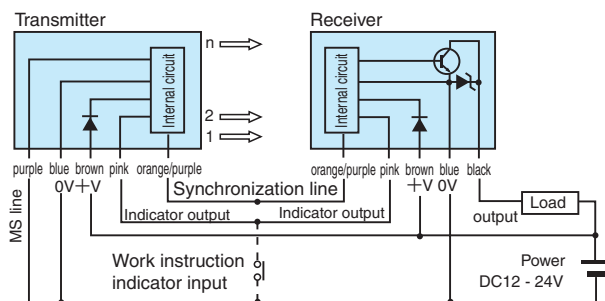 Transmitter
Receiver
n
2
1
Internal circuit
Internal circuit
purple blue brown pink orange/purple
0V +V
orange/purple pink brown blue black
+V 0V
MS line
Synchronization line
Indicator output
Indicator output
output
Load
Work instruction
indicator input
Power
DC12 - 24V